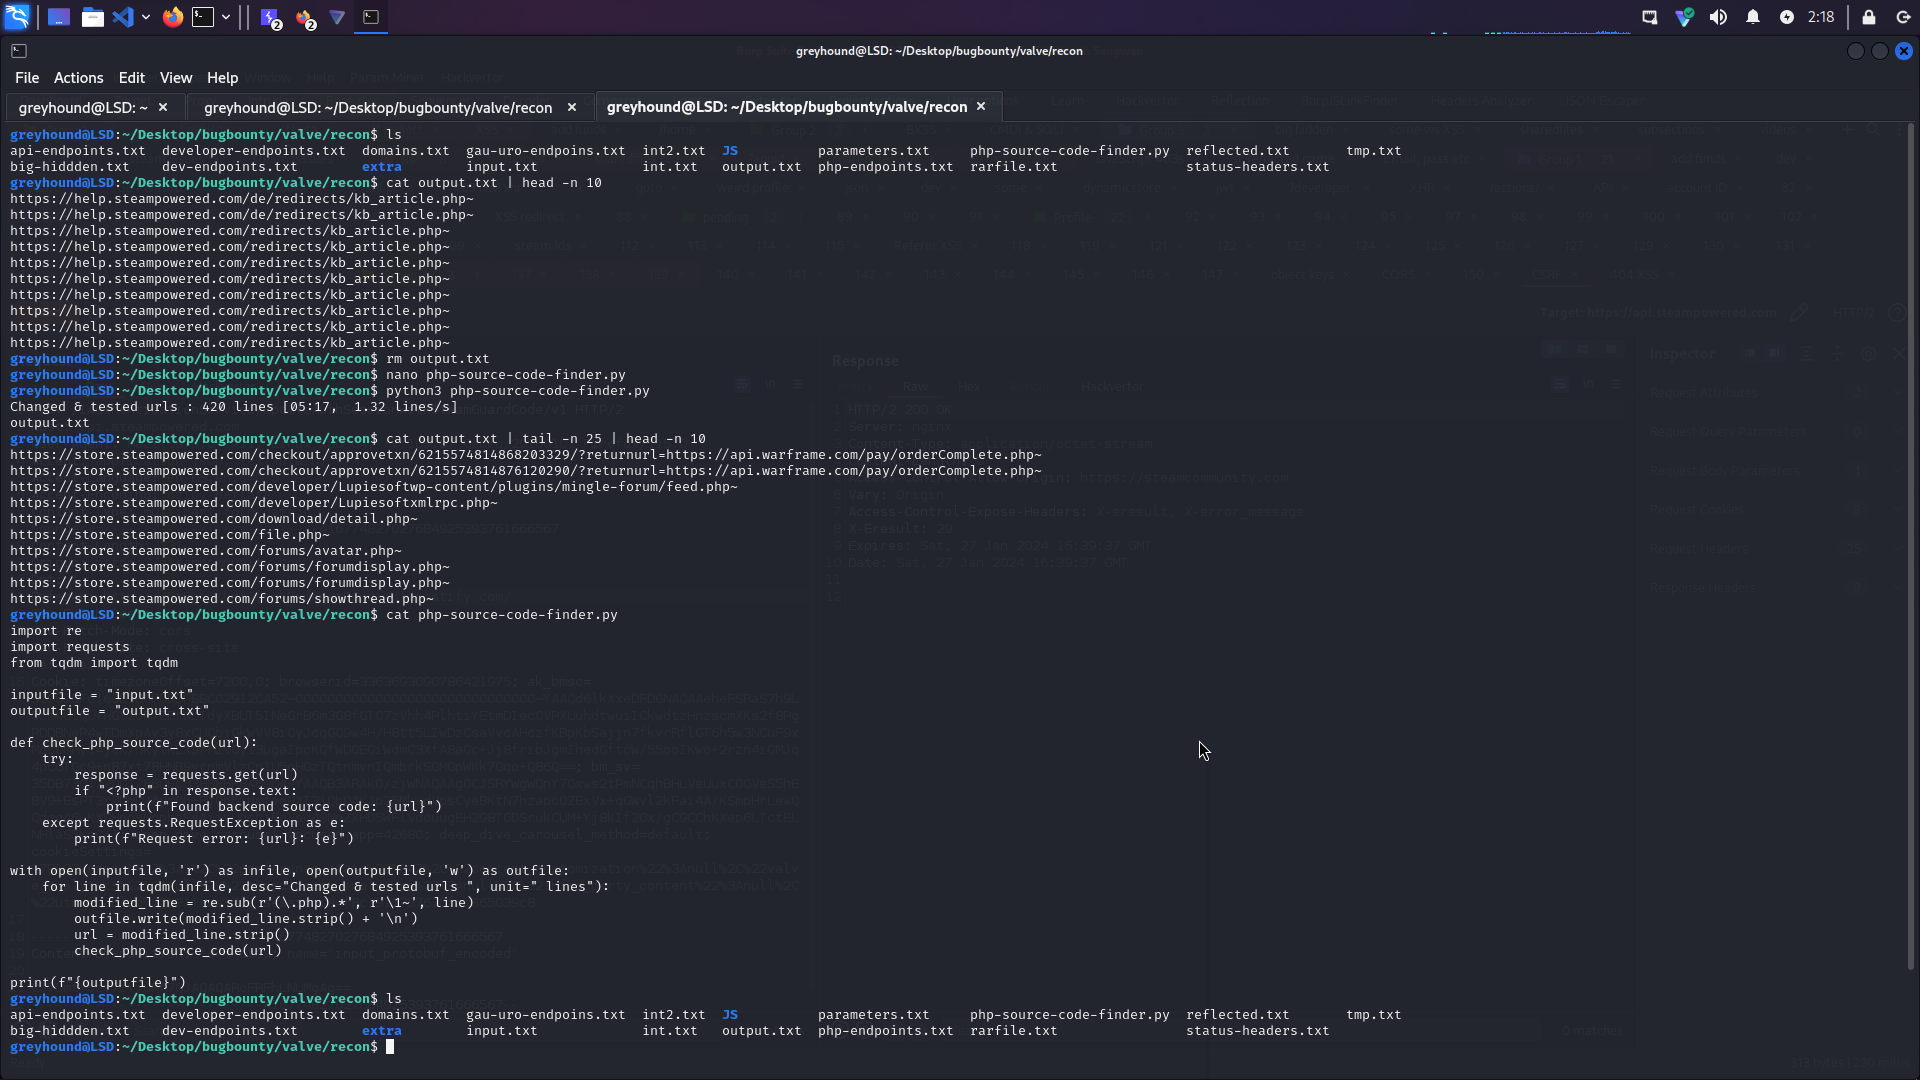 2
2
2:18
greyhound@LSD: ~/Desktop/bugbounty/valve/recon
File Actions Edit View Help
greyhound@LSD: ~ × greyhound@LSD: ~/Desktop/bugbounty/valve/recon × greyhound@LSD: ~/Desktop/bugbounty/valve/recon ×
greyhound@LSD:~/Desktop/bugbounty/valve/recon$ ls
api-endpoints.txt developer-endpoints.txt domains.txt gau-uro-endpoins.txt int2.txt JS parameters.txt php-source-code-finder.py reflected.txt tmp.txt
big-hiddden.txt dev-endpoints.txt extra input.txt int.txt output.txt php-endpoints.txt rarfile.txt status-headers.txt
greyhound@LSD:~/Desktop/bugbounty/valve/recon$ cat output.txt | head -n 10
https://help.steampowered.com/de/redirects/kb_article.php~
https://help.steampowered.com/de/redirects/kb_article.php~
https://help.steampowered.com/redirects/kb_article.php~
https://help.steampowered.com/redirects/kb_article.php~
https://help.steampowered.com/redirects/kb_article.php~
https://help.steampowered.com/redirects/kb_article.php~
https://help.steampowered.com/redirects/kb_article.php~
https://help.steampowered.com/redirects/kb_article.php~
https://help.steampowered.com/redirects/kb_article.php~
https://help.steampowered.com/redirects/kb_article.php~
greyhound@LSD:~/Desktop/bugbounty/valve/recon$ rm output.txt
greyhound@LSD:~/Desktop/bugbounty/valve/recon$ nano php-source-code-finder.py
greyhound@LSD:~/Desktop/bugbounty/valve/recon$ python3 php-source-code-finder.py
Changed & tested urls : 420 lines [05:17,  1.32 lines/s]
output.txt
greyhound@LSD:~/Desktop/bugbounty/valve/recon$ cat output.txt | tail -n 25 | head -n 10
https://store.steampowered.com/checkout/approvetxn/6215574814868203329/?returnurl=https://api.warframe.com/pay/orderComplete.php~
https://store.steampowered.com/checkout/approvetxn/6215574814876120290/?returnurl=https://api.warframe.com/pay/orderComplete.php~
https://store.steampowered.com/developer/Lupiesoftwp-content/plugins/mingle-forum/feed.php~
https://store.steampowered.com/developer/Lupiesoftxmlrpc.php~
https://store.steampowered.com/download/detail.php~
https://store.steampowered.com/file.php~
https://store.steampowered.com/forums/avatar.php~
https://store.steampowered.com/forums/forumdisplay.php~
https://store.steampowered.com/forums/forumdisplay.php~
https://store.steampowered.com/forums/showthread.php~
greyhound@LSD:~/Desktop/bugbounty/valve/recon$ cat php-source-code-finder.py
import re
import requests
from tqdm import tqdm
inputfile = "input.txt"
outputfile = "output.txt"
def check_php_source_code(url):
    try:
        response = requests.get(url)
        if "<?php" in response.text:
            print(f"Found backend source code: {url}")
    except requests.RequestException as e:
        print(f"Request error: {url}: {e}")
with open(inputfile, 'r') as infile, open(outputfile, 'w') as outfile:
    for line in tqdm(infile, desc="Changed & tested urls ", unit=" lines"):
        modified_line = re.sub(r'(\.php).*', r'\1~', line)
        outfile.write(modified_line.strip() + '\n')
        url = modified_line.strip()
        check_php_source_code(url)
print(f"{outputfile}")
greyhound@LSD:~/Desktop/bugbounty/valve/recon$ ls
api-endpoints.txt developer-endpoints.txt domains.txt gau-uro-endpoins.txt int2.txt JS parameters.txt php-source-code-finder.py reflected.txt tmp.txt
big-hiddden.txt dev-endpoints.txt extra input.txt int.txt output.txt php-endpoints.txt rarfile.txt status-headers.txt
greyhound@LSD:~/Desktop/bugbounty/valve/recon$